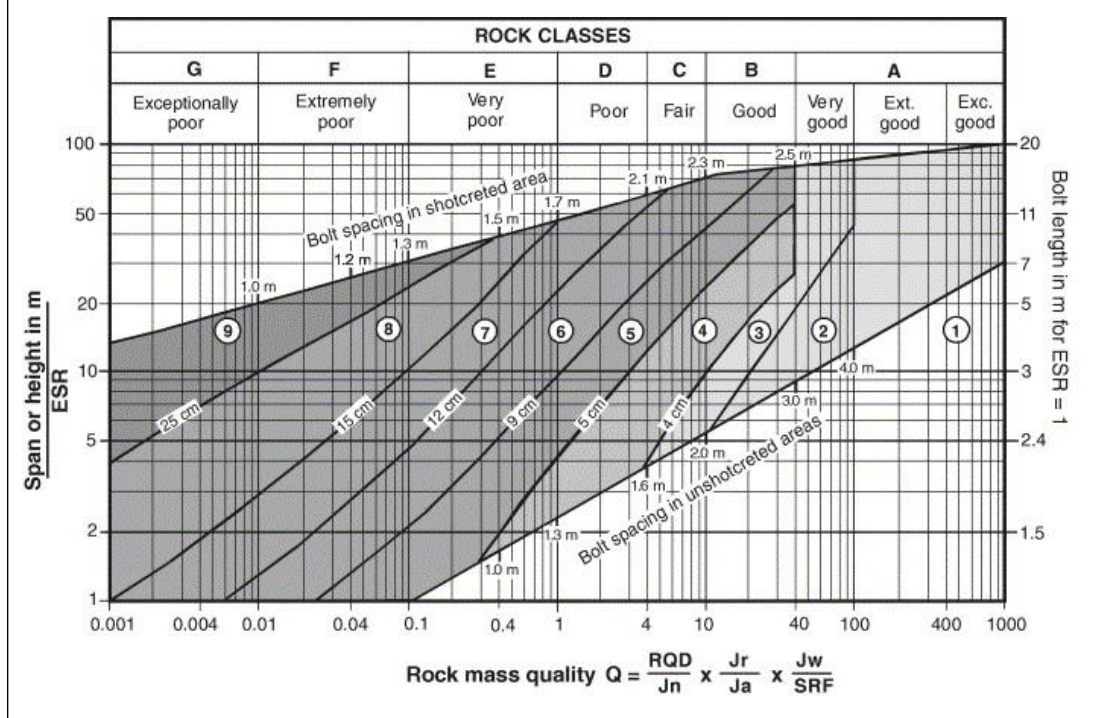 ROCK CLASSES
G F E D C B A
Exceptionally poor Extremely poor Very poor Poor Fair Good Very good Ext. good Exc. good
100 20
50 11
7
20 5
10 3
5 2.4
2 1.5
1
Span or height in m
ESR
Bolt length in m for ESR = 1
Bolt spacing in shotcreted area
1.0 m 1.2 m 1.3 m 1.5 m 1.7 m 2.1 m 2.3 m 2.5 m
9 8 7 6 5 4 3 2 1
25 cm 15 cm 12 cm 9 cm 5 cm 4 cm
1.0 m 1.3 m 1.6 m 2.0 m 3.0 m 4.0 m
Bolt spacing in unshotcreted areas
0.001 0.004 0.01 0.04 0.1 0.4 1 4 10 40 100 400 1000
Rock mass quality Q = RQD/Jn x Jr/Ja x Jw/SRF